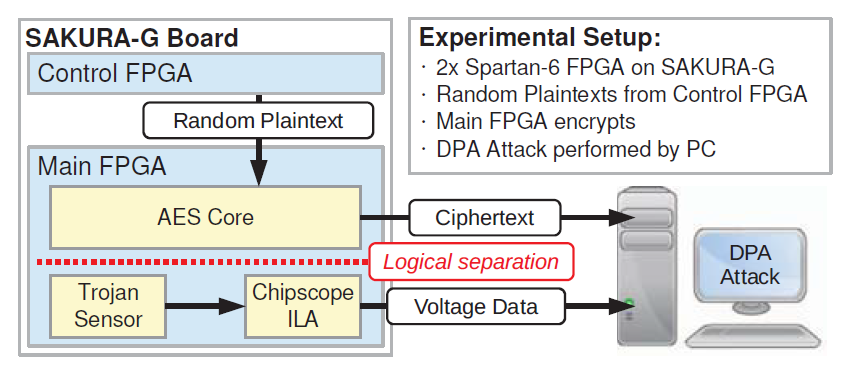 SAKURA-G Board
Control FPGA
Random Plaintext
Main FPGA
AES Core
Ciphertext
Logical separation
Trojan
Sensor
Chipscope
ILA
Voltage Data
Experimental Setup:
· 2x Spartan-6 FPGA on SAKURA-G
· Random Plaintexts from Control FPGA
· Main FPGA encrypts
· DPA Attack performed by PC
DPA
Attack